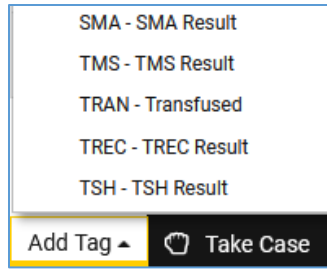 SMA - SMA Result
TMS - TMS Result
TRAN - Transfused
TREC - TREC Result
TSH - TSH Result
Add Tag Take Case